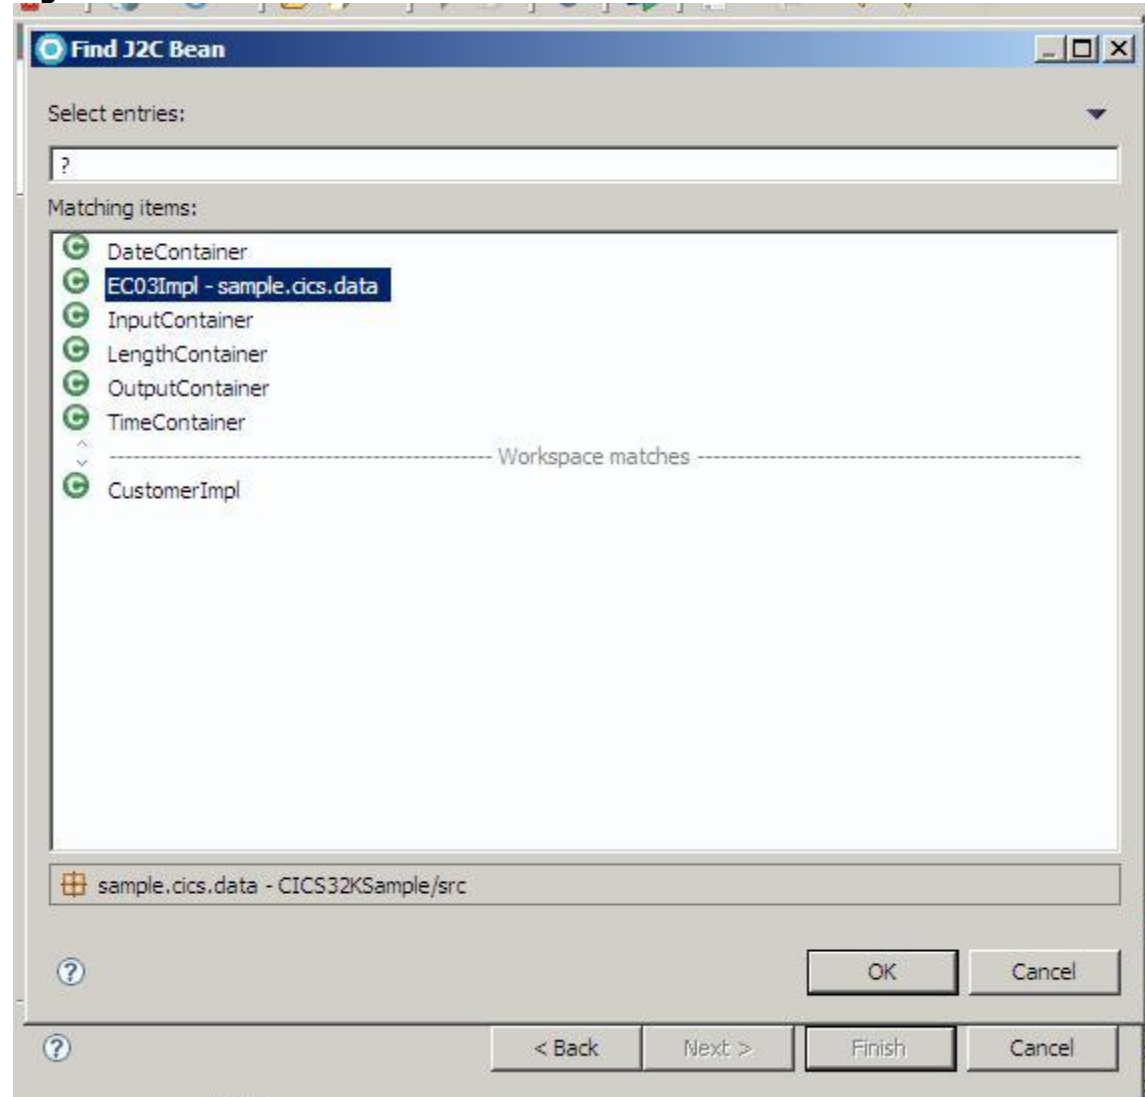 Find J2C Bean
Select entries:
?
Matching items:
DateContainer
EC03Impl - sample.cics.data
InputContainer
LengthContainer
OutputContainer
TimeContainer
Workspace matches
CustomerImpl
sample.cics.data - CICS32KSample/src
OK Cancel
< Back Next > Finish Cancel